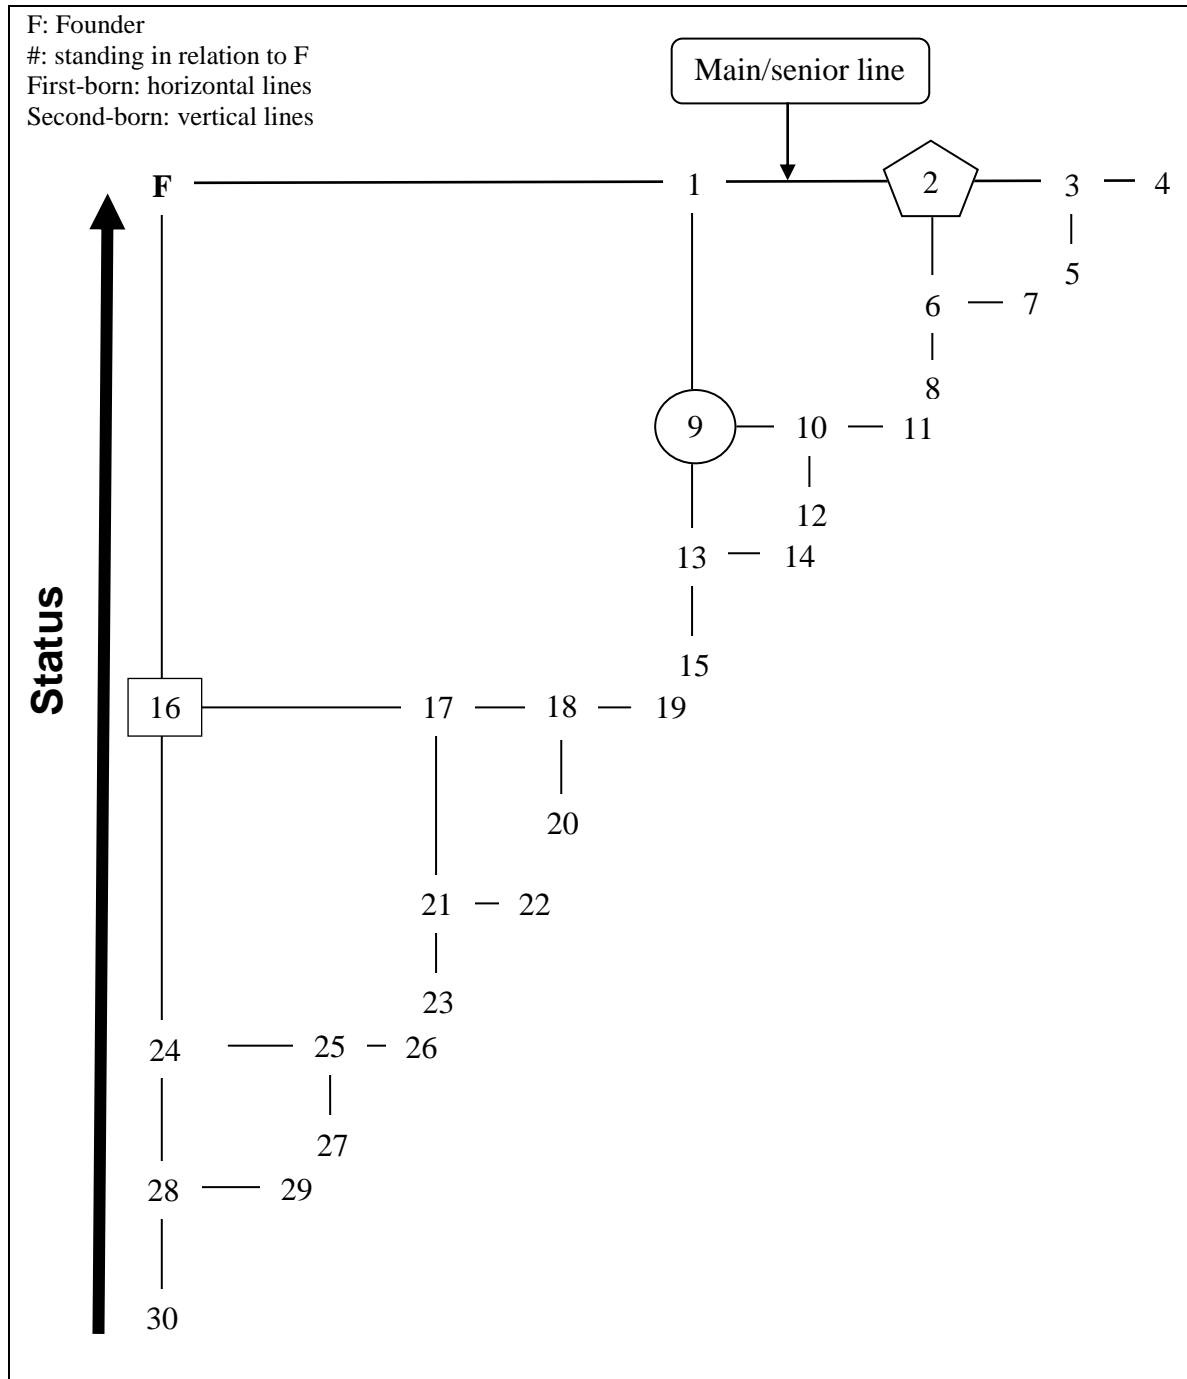 F: Founder
#: standing in relation to F
First-born: horizontal lines
Second-born: vertical lines
Main/senior line
F 1 2 3 4
5
6 7
8
9 10 11
12
13 14
15
Status
16 17 18 19
20
21 22
23
24 25 26
27
28 29
30